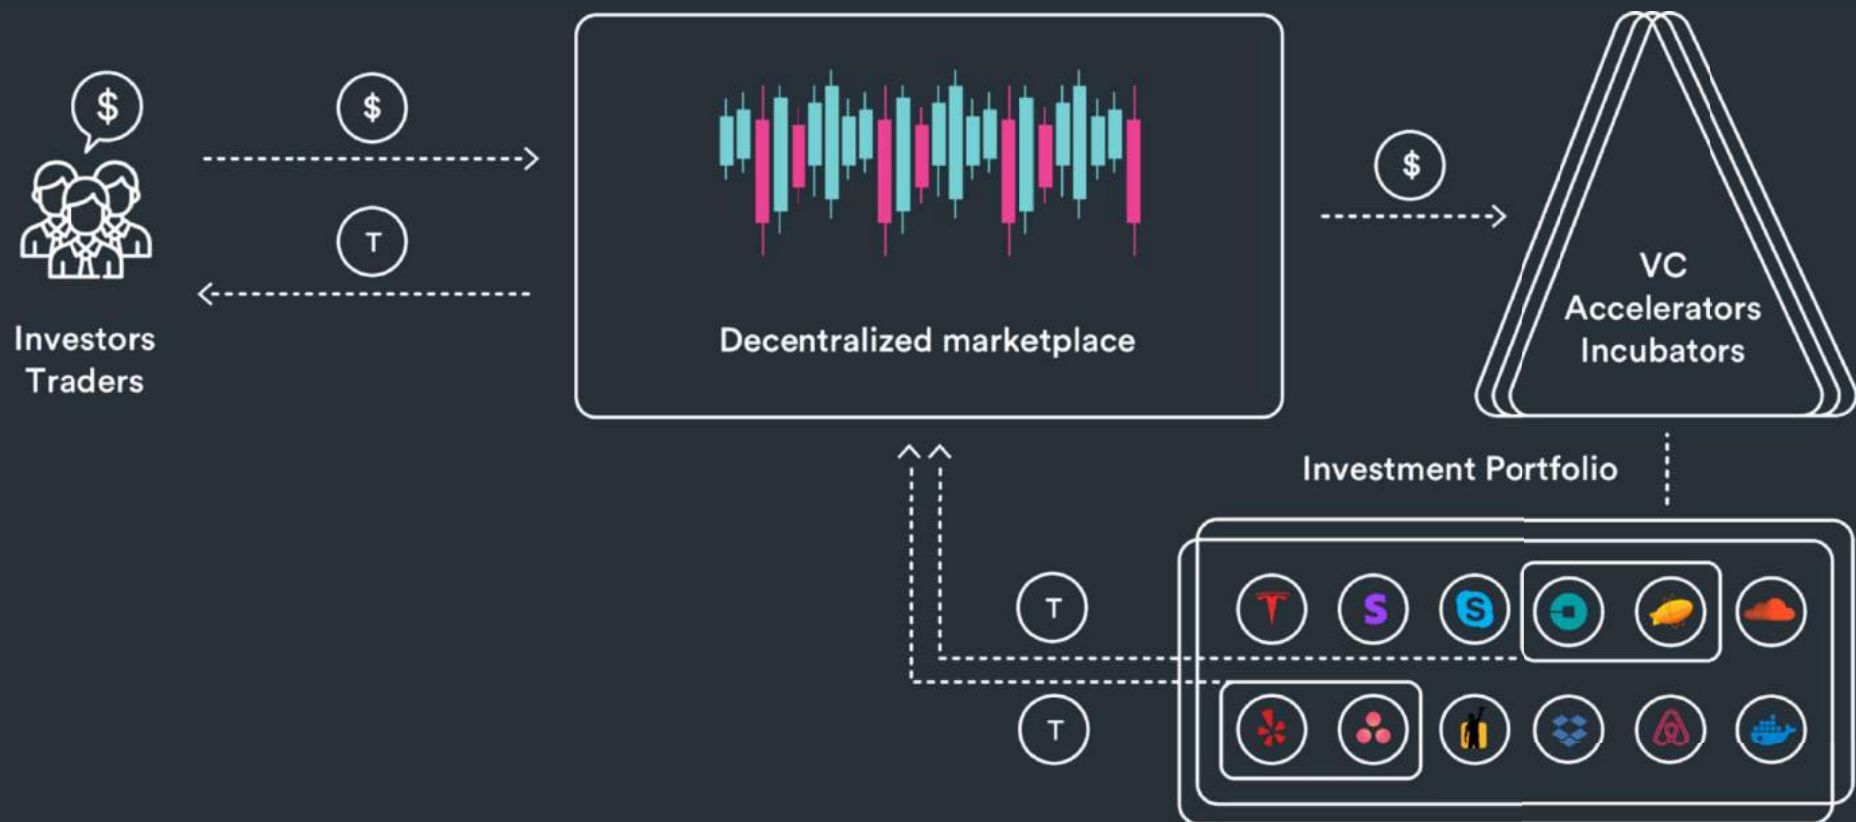 $
$
T
Investors
Traders
Decentralized marketplace
$
VC
Accelerators
Incubators
Investment Portfolio
T
T
S
S